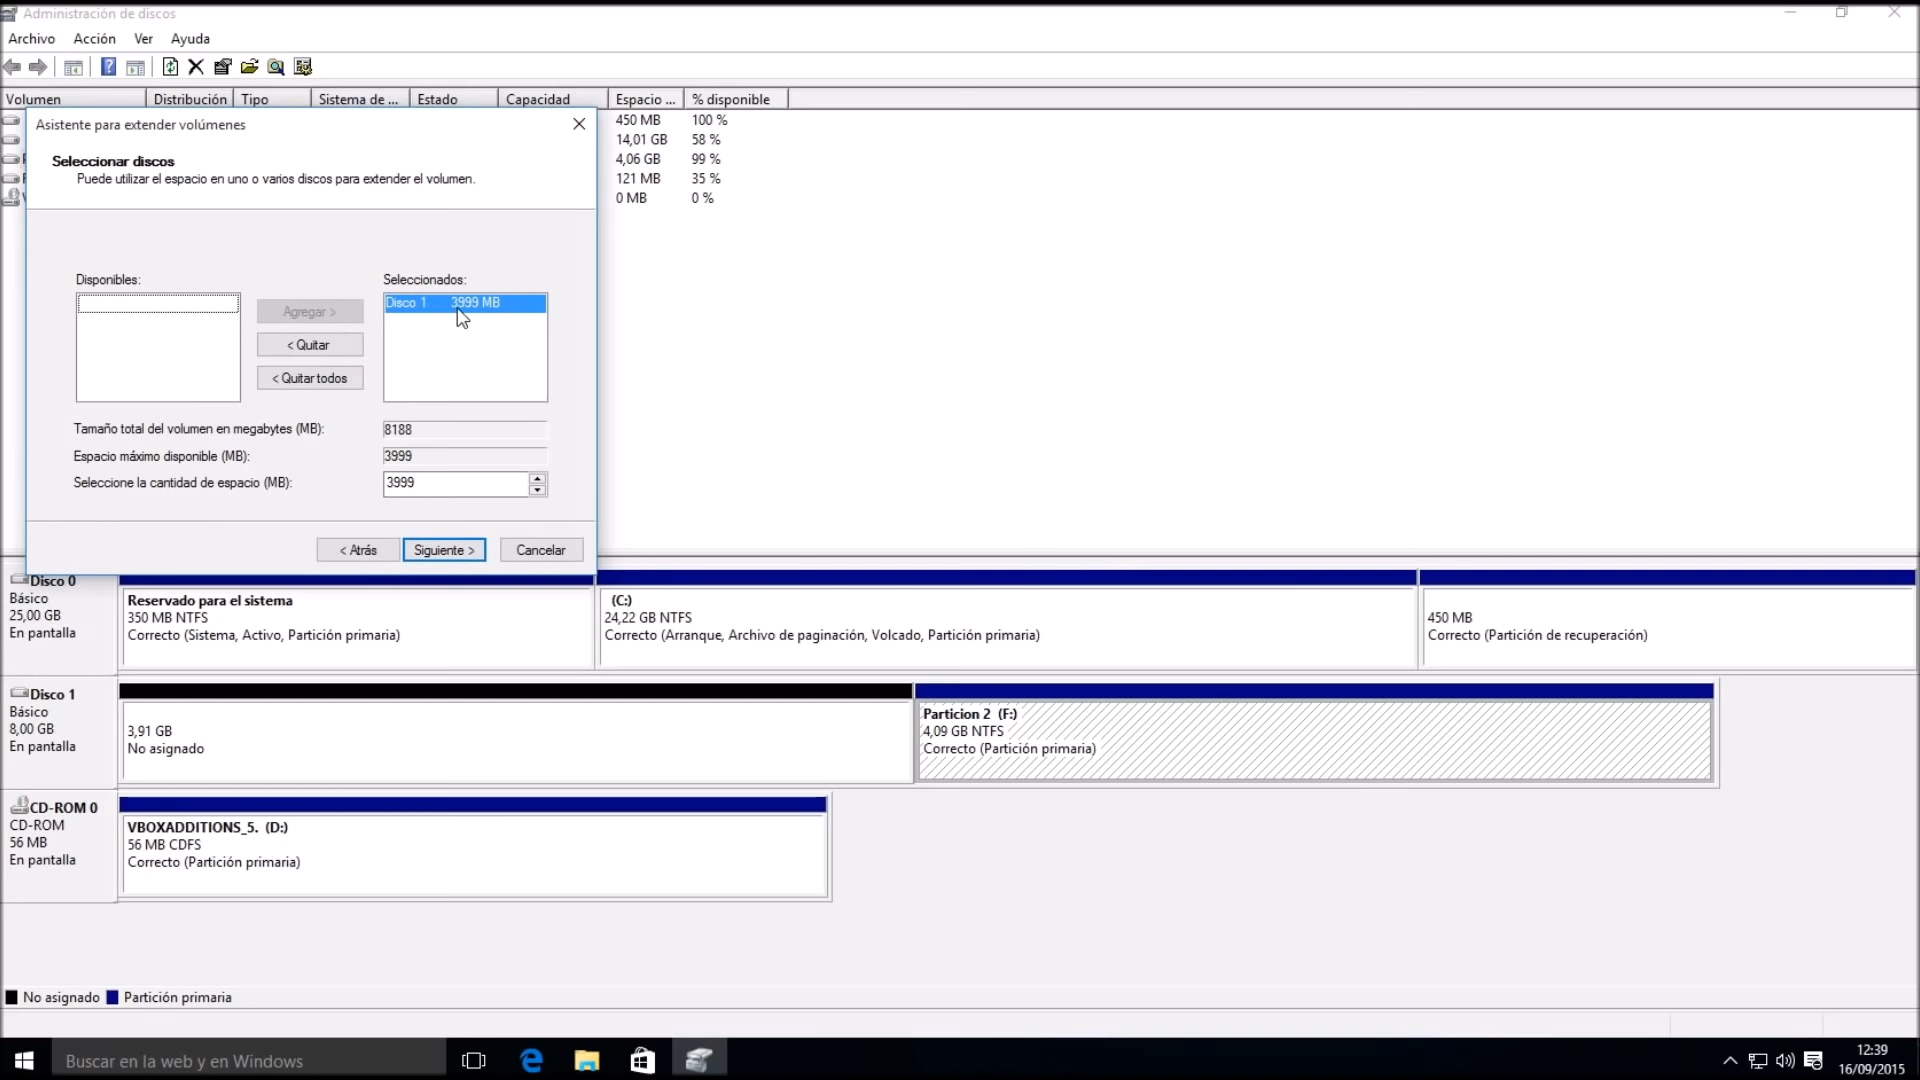 Administración de discos
Archivo Acción Ver Ayuda
Volumen Distribución Tipo Sistema de ... Estado Capacidad Espacio ... % disponible
450 MB 100 %
14,01 GB 58 %
4,06 GB 99 %
121 MB 35 %
0 MB 0 %
Asistente para extender volúmenes
Seleccionar discos
Puede utilizar el espacio en uno o varios discos para extender el volumen.
Disponibles: Seleccionados:
Disco 1 3999 MB
Agregar >
< Quitar
< Quitar todos
Tamaño total del volumen en megabytes (MB): 8188
Espacio máximo disponible (MB): 3999
Seleccione la cantidad de espacio (MB): 3999
< Atrás Siguiente > Cancelar
Disco 0
Básico
25,00 GB
En pantalla
Reservado para el sistema
350 MB NTFS
Correcto (Sistema, Activo, Partición primaria)
(C:)
24,22 GB NTFS
Correcto (Arranque, Archivo de paginación, Volcado, Partición primaria)
450 MB
Correcto (Partición de recuperación)
Disco 1
Básico
8,00 GB
En pantalla
3,91 GB
No asignado
Particion 2 (F:)
4,09 GB NTFS
Correcto (Partición primaria)
CD-ROM 0
CD-ROM
56 MB
En pantalla
VBOXADDITIONS_5. (D:)
56 MB CDFS
Correcto (Partición primaria)
No asignado Partición primaria
Buscar en la web y en Windows
12:39
16/09/2015